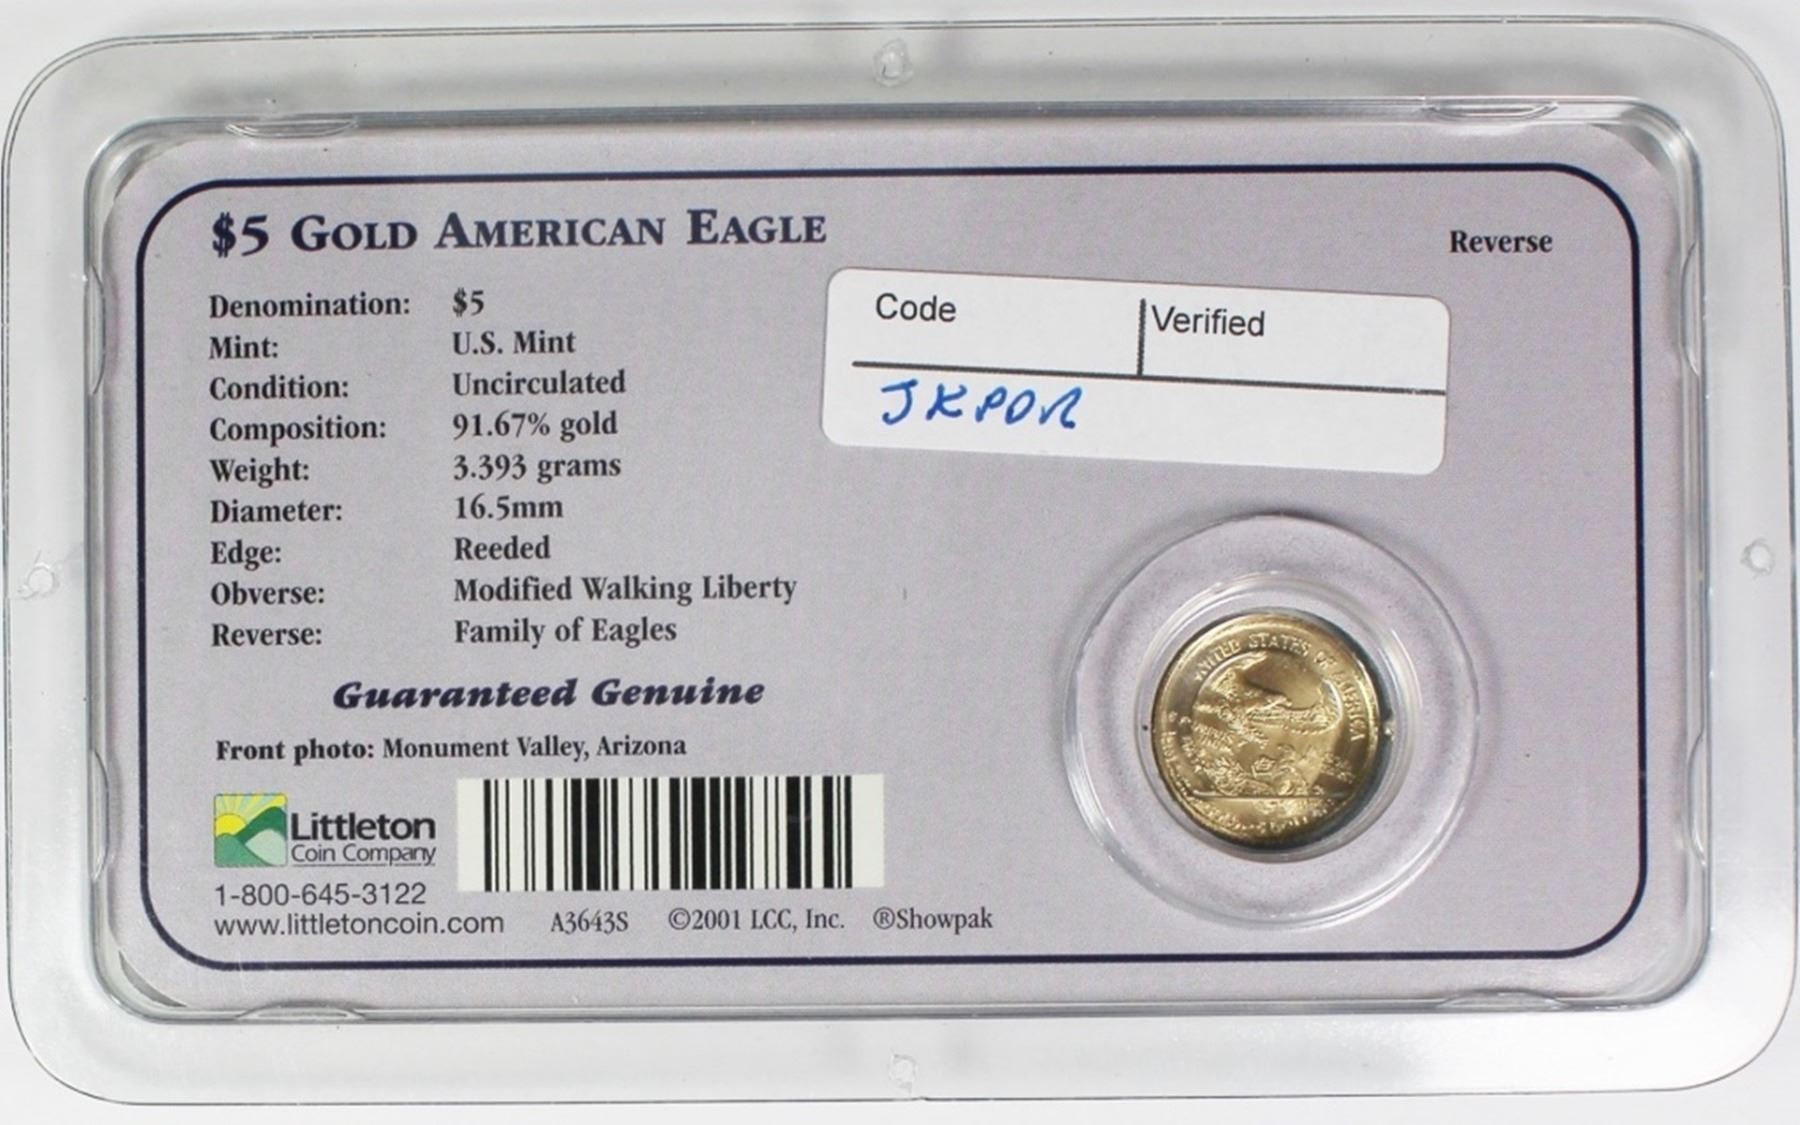 $5 GOLD AMERICAN EAGLE
Reverse
Denomination: $5
Mint: U.S. Mint
Condition: Uncirculated
Composition: 91.67% gold
Weight: 3.393 grams
Diameter: 16.5mm
Edge: Reeded
Obverse: Modified Walking Liberty
Reverse: Family of Eagles
Guaranteed Genuine
Front photo: Monument Valley, Arizona
Littleton
Coin Company
1-800-645-3122
www.littletoncoin.com
A3643S ©2001 LCC, Inc. ®Showpak
Code Verified
JKPDR
UNITED STATES OF AMERICA